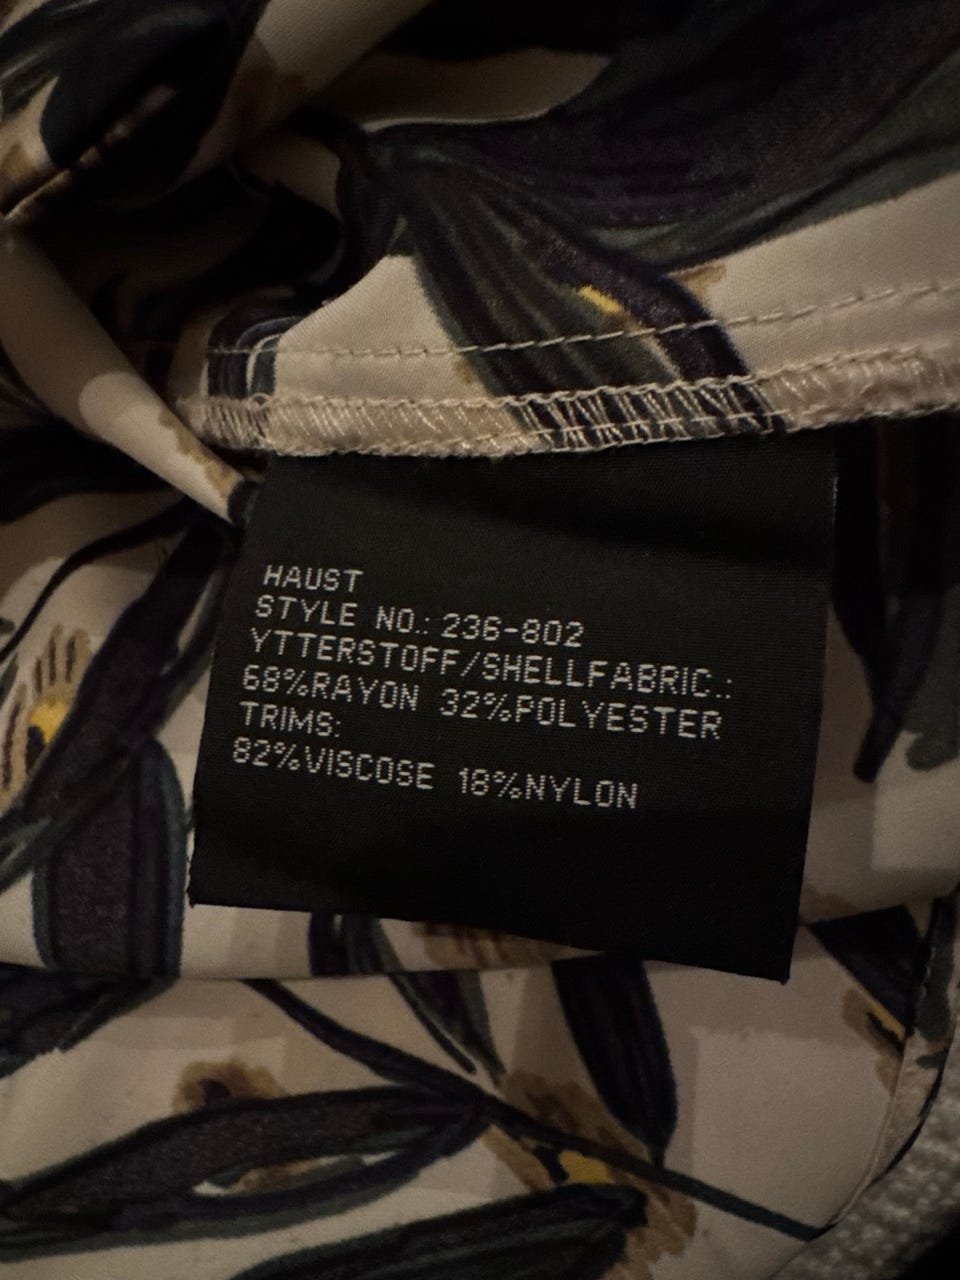 HAUST
STYLE NO.: 236-802
YTTERSTOFF/SHELLFABRIC.:
68%RAYON 32%POLYESTER
TRIMS:
82%VISCOSE 18%NYLON